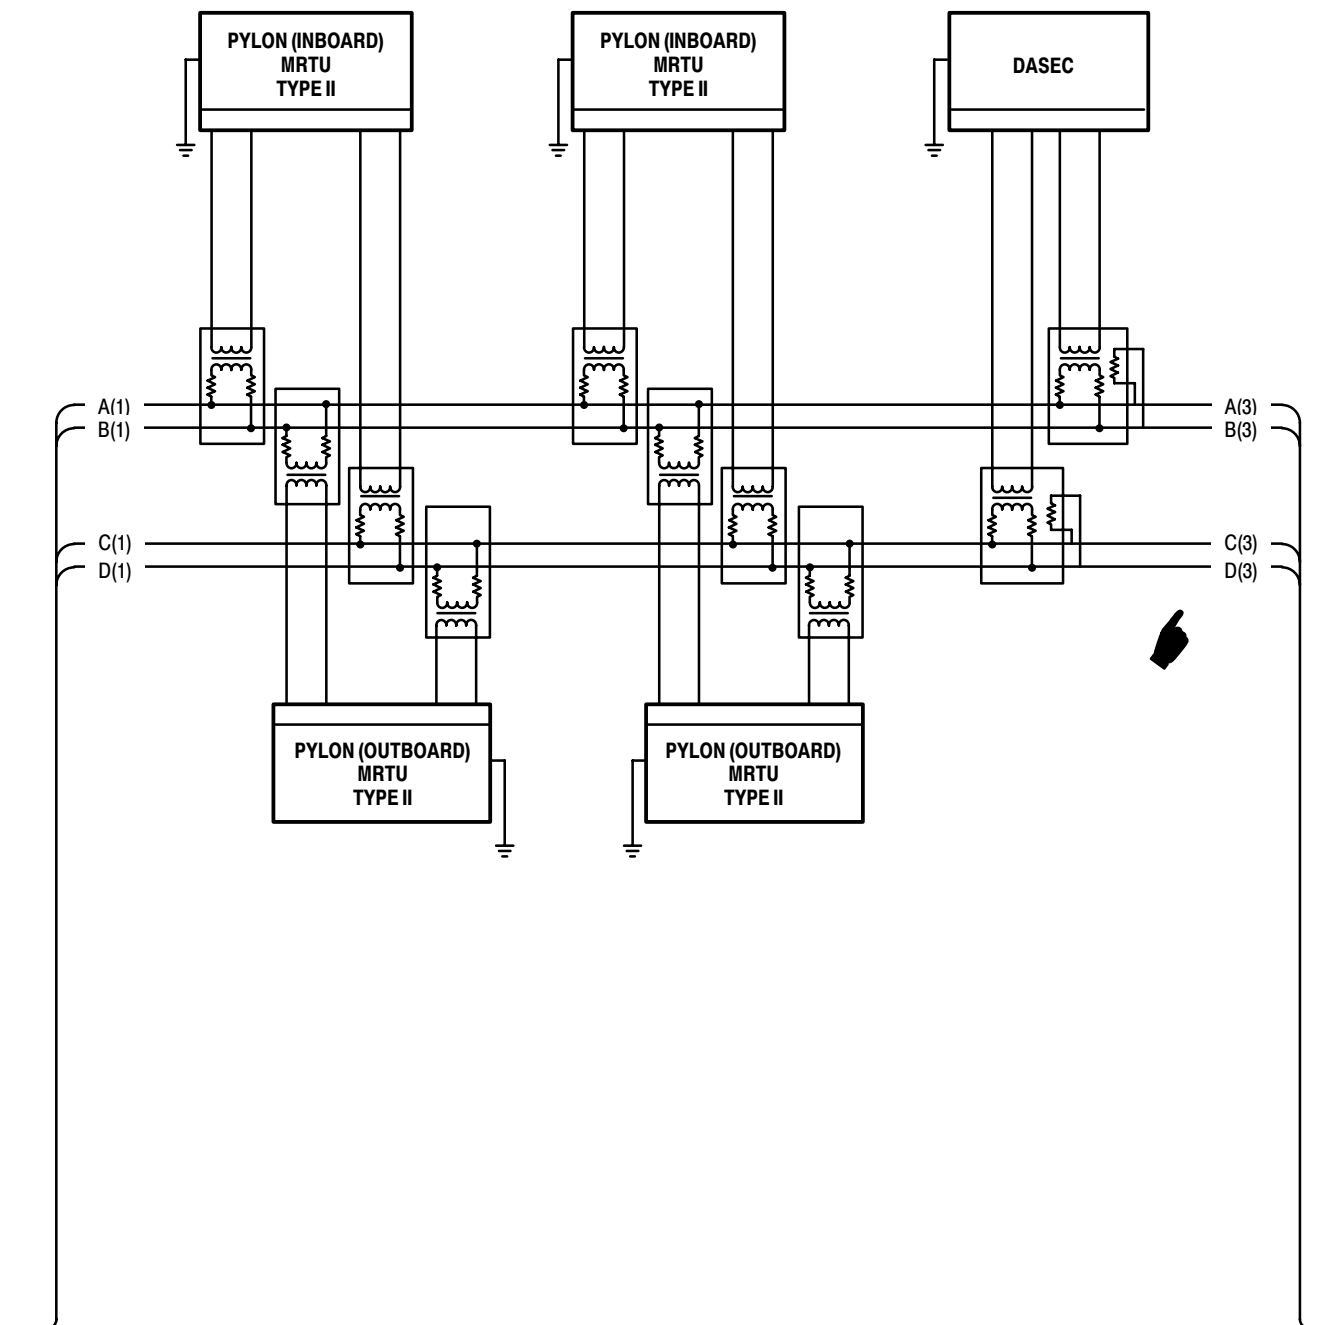 PYLON (INBOARD)
MRTU
TYPE II
PYLON (INBOARD)
MRTU
TYPE II
DASEC
A(1)
B(1)
A(3)
B(3)
C(1)
D(1)
C(3)
D(3)
PYLON (OUTBOARD)
MRTU
TYPE II
PYLON (OUTBOARD)
MRTU
TYPE II